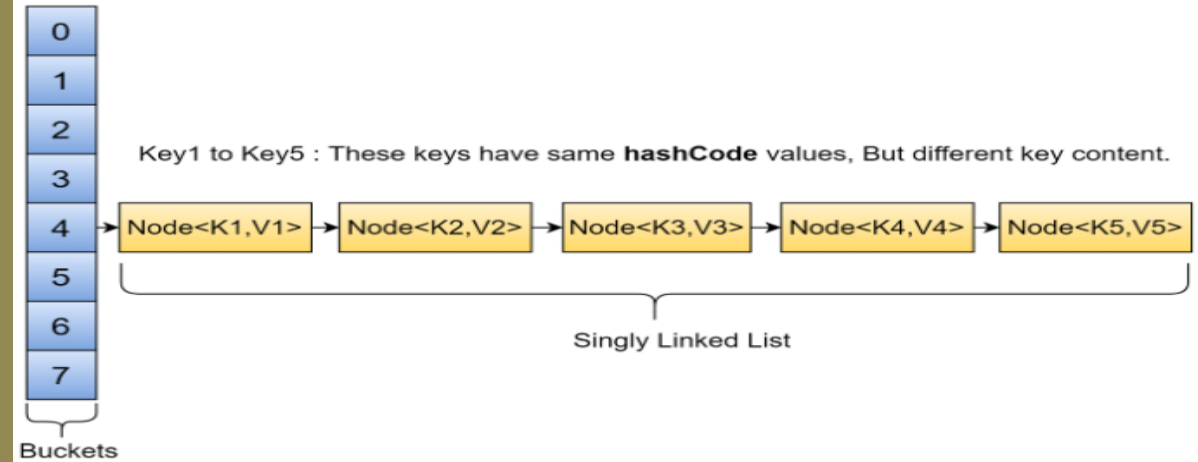 0
1
2
3
Key1 to Key5 : These keys have same hashCode values, But different key content.
4 Node<K1,V1> Node<K2,V2> Node<K3,V3> Node<K4,V4> Node<K5,V5>
5
6
Singly Linked List
7
Buckets